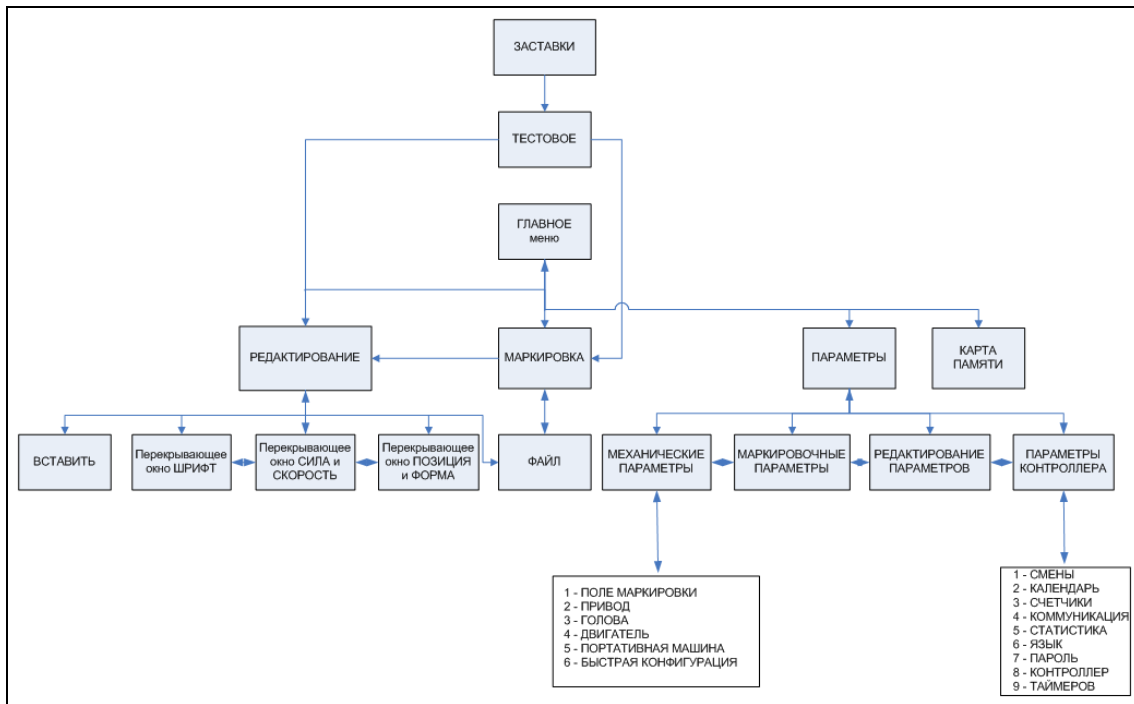 ЗАСТАВКИ
ТЕСТОВОЕ
ГЛАВНОЕ
меню
РЕДАКТИРОВАНИЕ
МАРКИРОВКА
ПАРАМЕТРЫ
КАРТА
ПАМЯТИ
ВСТАВИТЬ
Перекрывающее
окно ШРИФТ
Перекрывающее
окно СИЛА и
СКОРОСТЬ
Перекрывающее
окно ПОЗИЦИЯ
и ФОРМА
ФАЙЛ
МЕХАНИЧЕСКИЕ
ПАРАМЕТРЫ
МАРКИРОВОЧНЫЕ
ПАРАМЕТРЫ
РЕДАКТИРОВАНИЕ
ПАРАМЕТРОВ
ПАРАМЕТРЫ
КОНТРОЛЛЕРА
1 - ПОЛЕ МАРКИРОВКИ
2 - ПРИВОД
3 - ГОЛОВА
4 - ДВИГАТЕЛЬ
5 - ПОРТАТИВНАЯ МАШИНА
6 - БЫСТРАЯ КОНФИГУРАЦИЯ
1 - СМЕНЫ
2 - КАЛЕНДАРЬ
3 - СЧЕТЧИКИ
4 - КОММУНИКАЦИЯ
5 - СТАТИСТИКА
6 - ЯЗЫК
7 - ПАРОЛЬ
8 - КОНТРОЛЛЕР
9 - ТАЙМЕРОВ